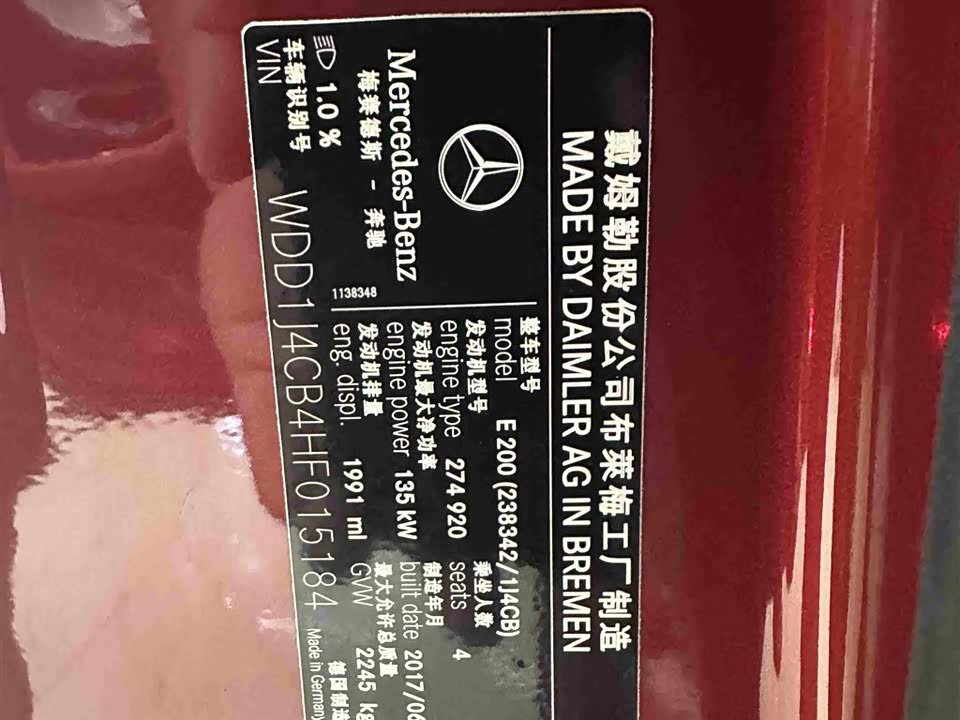 戴姆勒股份公司布莱梅工厂制造
MADE BY DAIMLER AG IN BREMEN
Mercedes-Benz
梅赛德斯 - 奔驰
1.0 %
1138348
整车型号
model E 200 (238342/1J4CB)
发动机型号 乘坐人数
engine type 274 920 seats 4
发动机最大净功率 制造年月
engine power 135 kW built date 2017/06
发动机排量 最大允许总质量
eng. displ. 1991 ml GVW 2245 kg
车辆识别号
VIN WDD1J4CB4HF015184
德国制造
Made in Germany